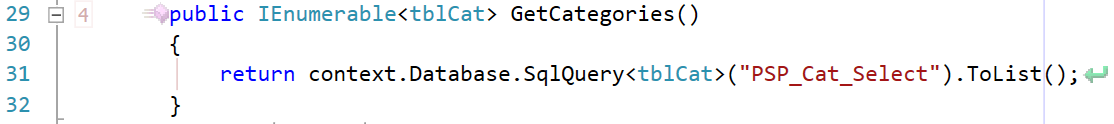 29 4 public IEnumerable<tblCat> GetCategories()
30 {
31 return context.Database.SqlQuery<tblCat>("PSP_Cat_Select").ToList();
32 }